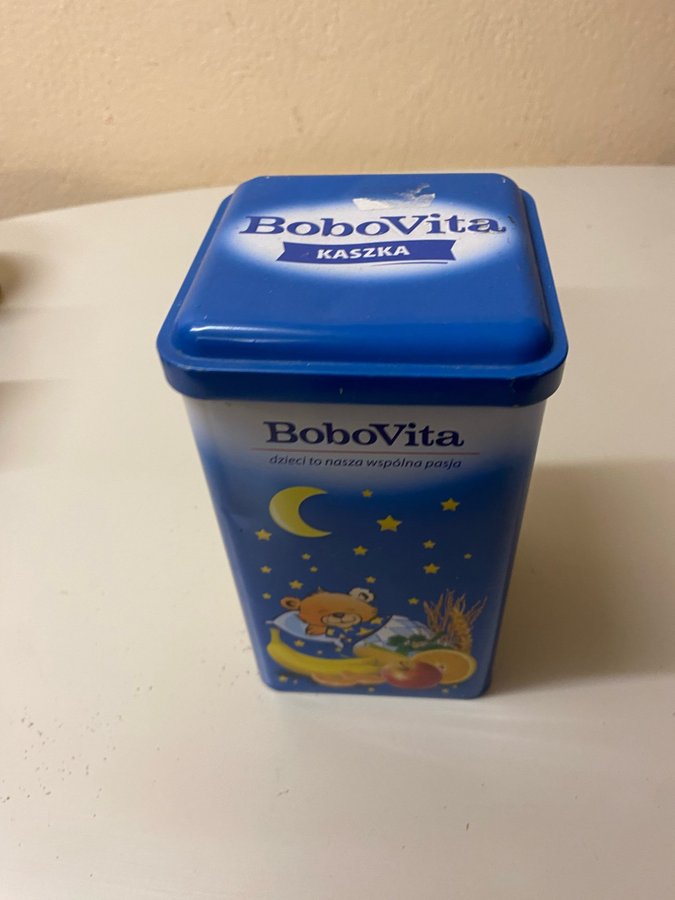 BoboVita
KASZKA
BoboVita
dzieci to nasza wspólna pasja